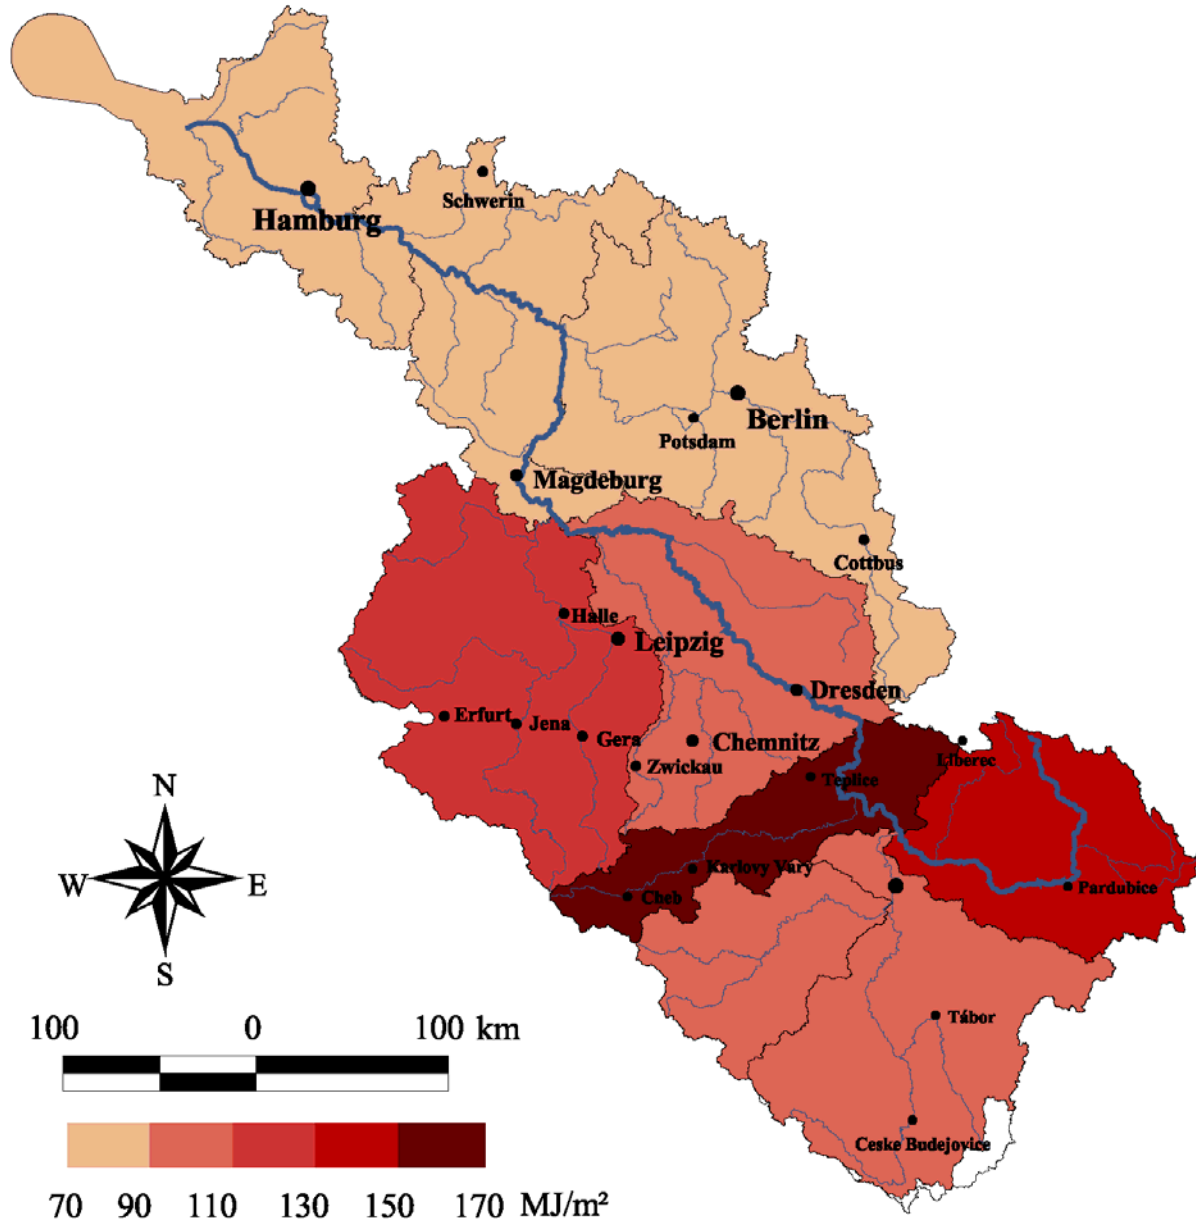 Schwerin
Hamburg
Berlin
Potsdam
Magdeburg
Cottbus
Halle
Leipzig
Dresden
Erfurt
Jena
Gera
Chemnitz
Zwickau
Liberec
Teplice
Karlovy Vary
Pardubice
Cheb
N
W
E
S
Tábor
100 0 100 km
Ceske Budejovice
70 90 110 130 150 170 MJ/m²